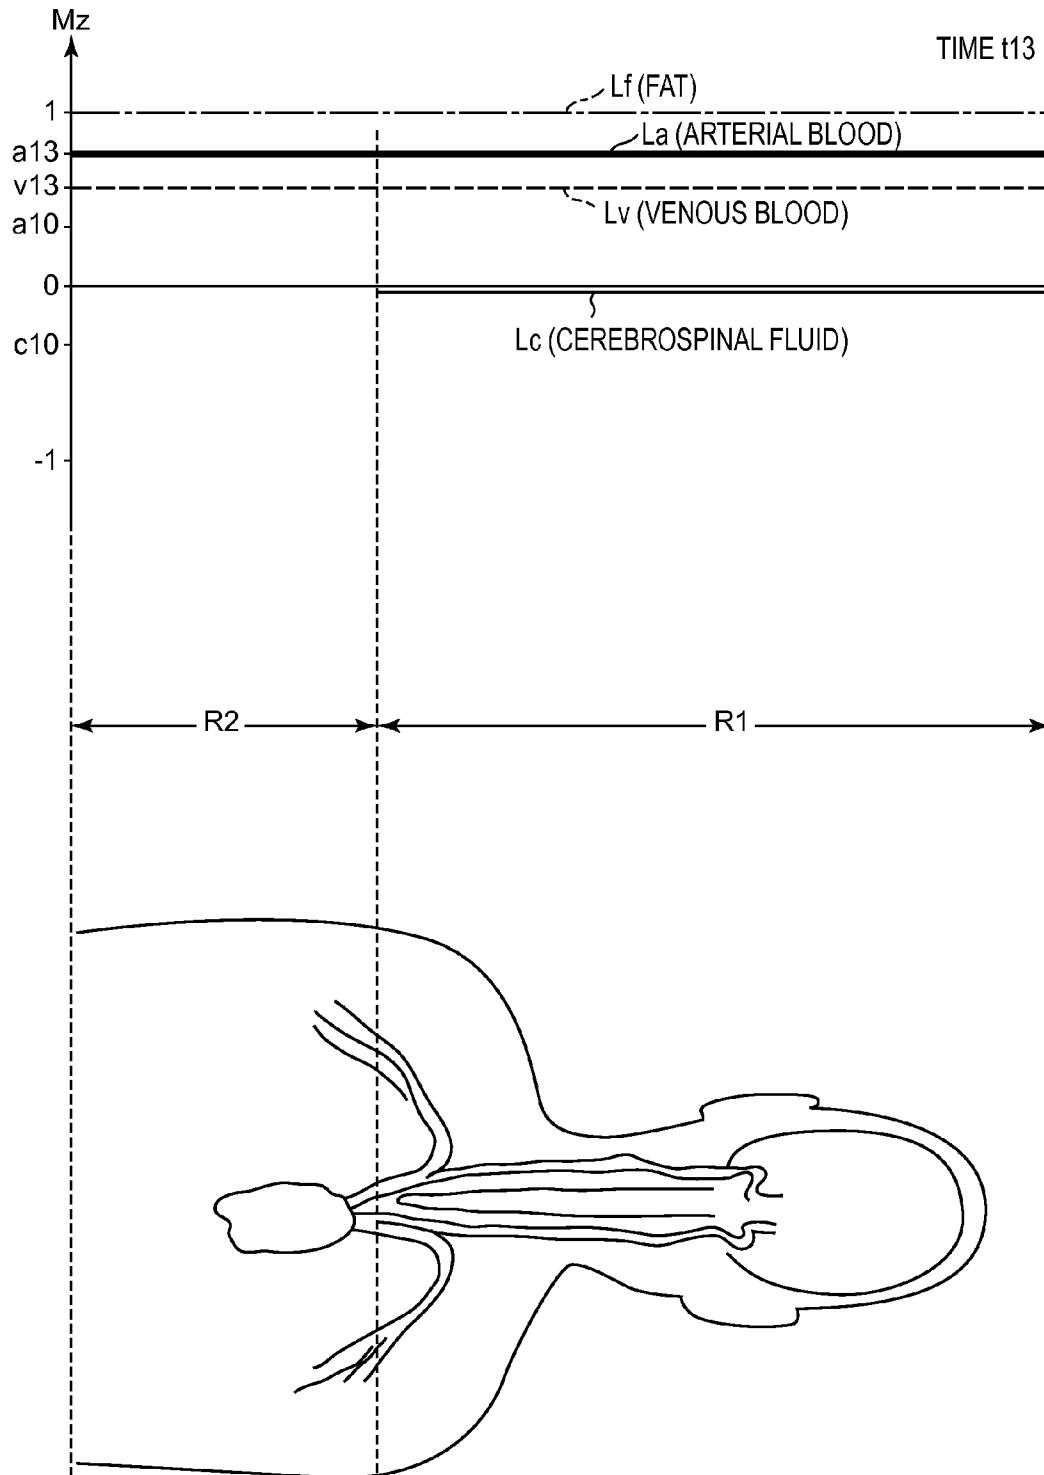 Mz
TIME t13
Lf (FAT)
1
La (ARTERIAL BLOOD)
a13
v13
Lv (VENOUS BLOOD)
a10
0
Lc (CEREBROSPINAL FLUID)
c10
-1
R2
R1